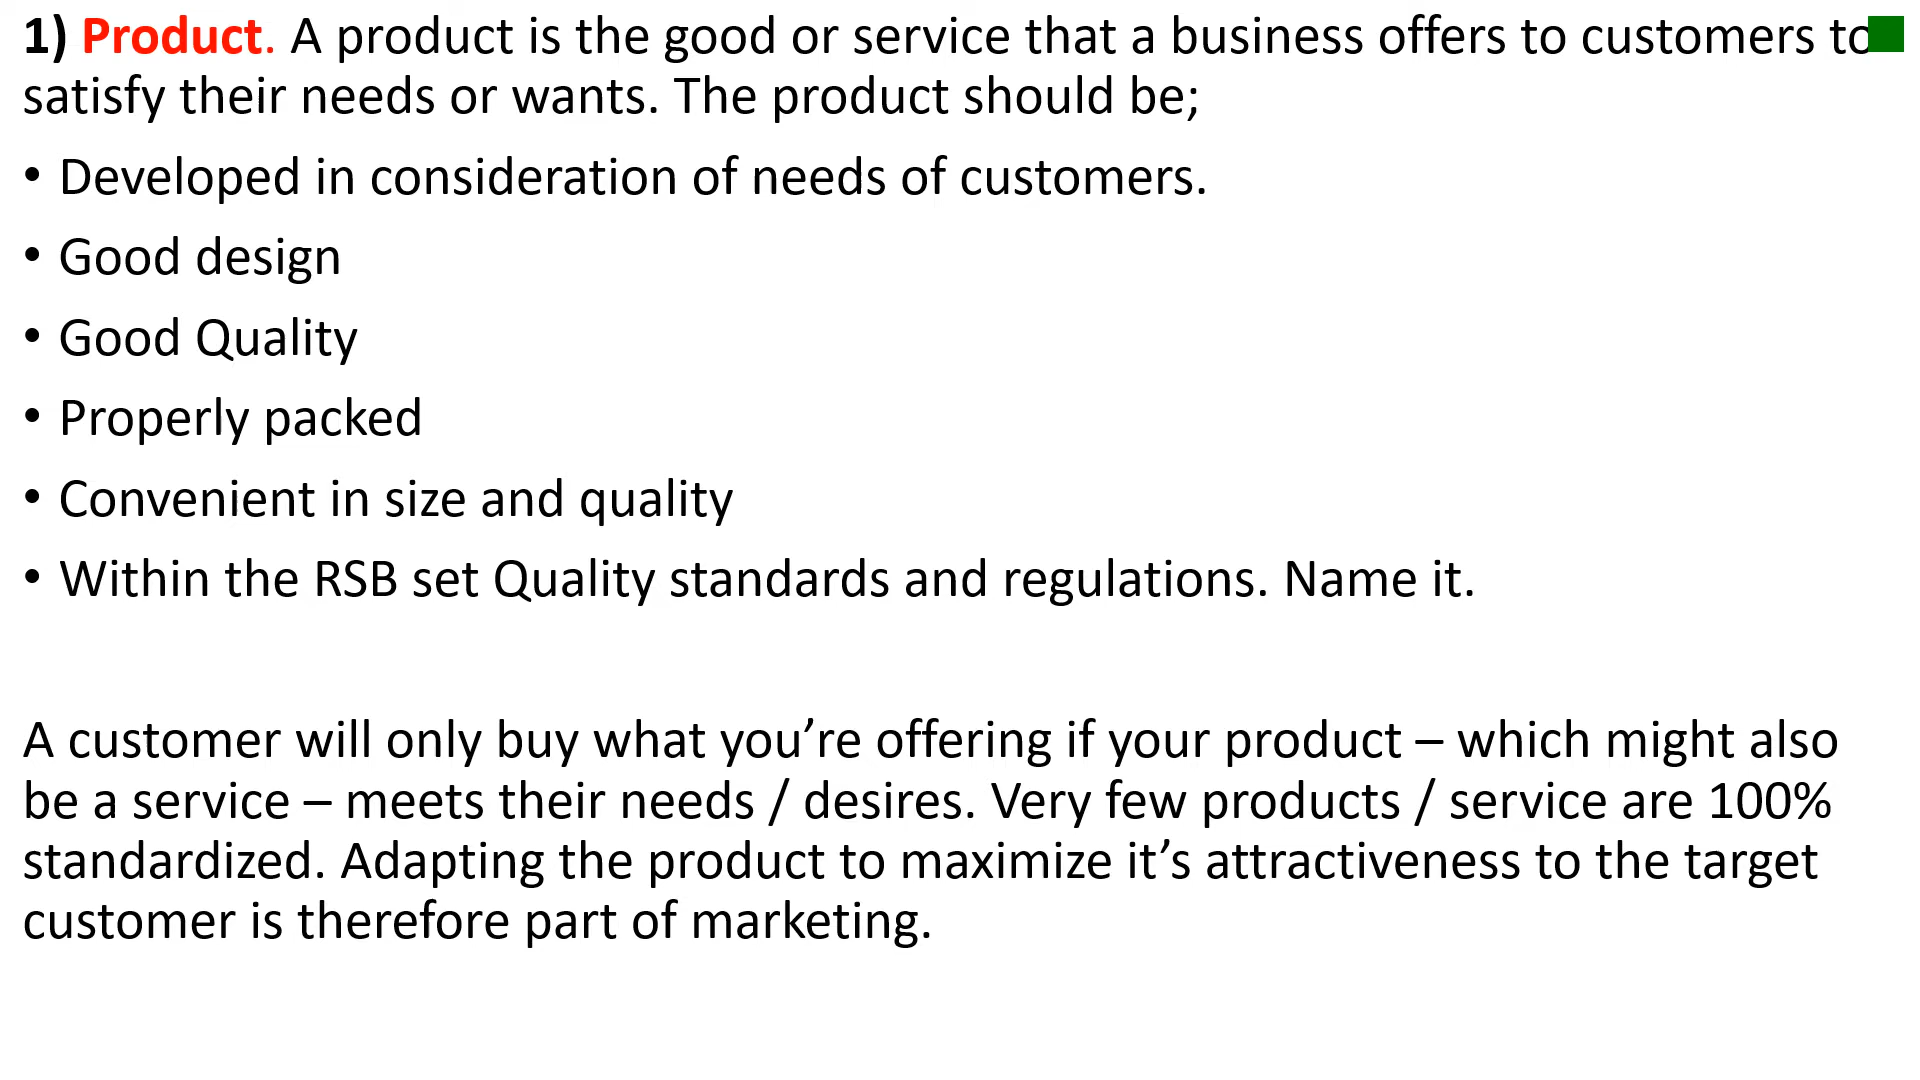 1) Product. A product is the good or service that a business offers to customers to
satisfy their needs or wants. The product should be;
• Developed in consideration of needs of customers.
• Good design
• Good Quality
• Properly packed
• Convenient in size and quality
• Within the RSB set Quality standards and regulations. Name it.
A customer will only buy what you’re offering if your product – which might also
be a service – meets their needs / desires. Very few products / service are 100%
standardized. Adapting the product to maximize it’s attractiveness to the target
customer is therefore part of marketing.